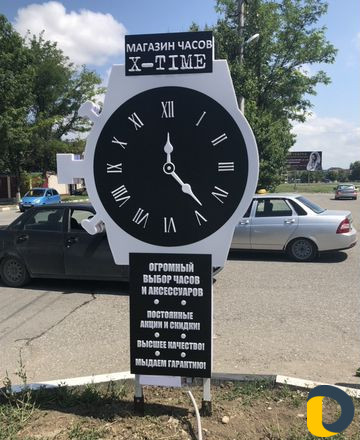 МАГАЗИН ЧАСОВ
X-TIME
XII
I
II
III
IIII
V
VI
VII
VIII
IX
X
XI
ОГРОМНЫЙ
ВЫБОР ЧАСОВ
И АКСЕССУАРОВ
ПОСТОЯННЫЕ
АКЦИИ И СКИДКИ!
ВЫСШЕЕ КАЧЕСТВО!
МЫДАЕМ ГАРАНТИЮ!